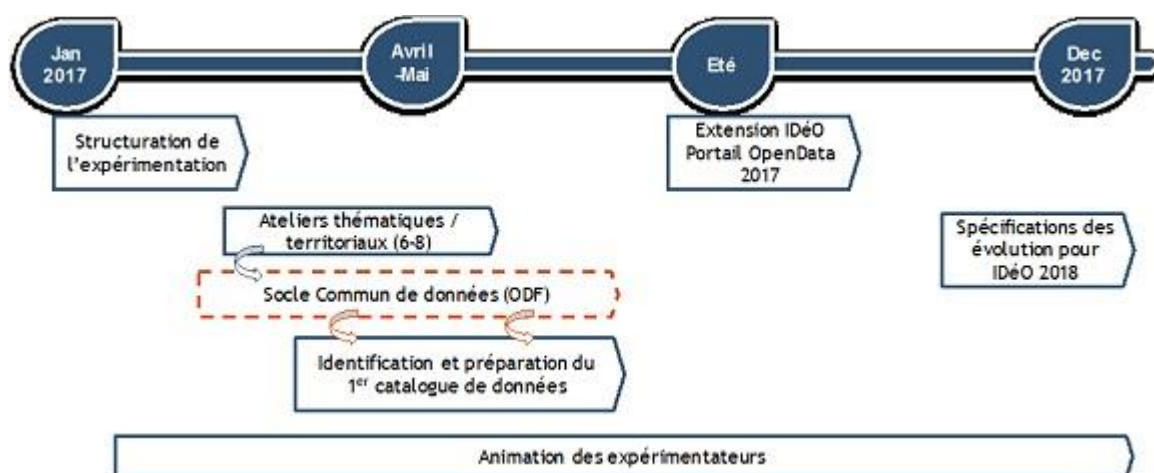 Jan
2017
Avril
-Mai
Eté
Dec
2017
Structuration de
l'expérimentation
Extension IDéO
Portail OpenData
2017
Ateliers thématiques /
territoriaux (6-8)
Spécifications des
évolution pour
IDéO 2018
Socle Commun de données (ODF)
Identification et préparation du
1er catalogue de données
Animation des expérimentateurs